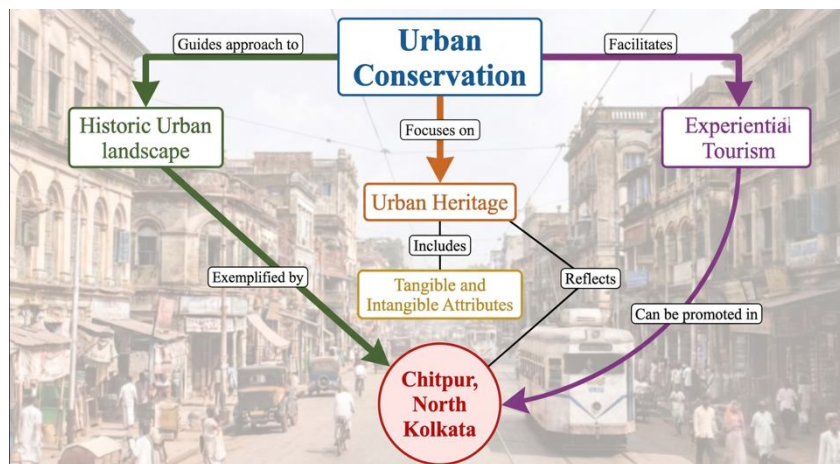 Guides approach to
Urban
Conservation
Facilitates
Historic Urban
landscape
Focuses on
Experiential
Tourism
Urban Heritage
Includes
Exemplified by
Tangible and
Intangible Attributes
Reflects
Can be promoted in
Chitpur,
North
Kolkata